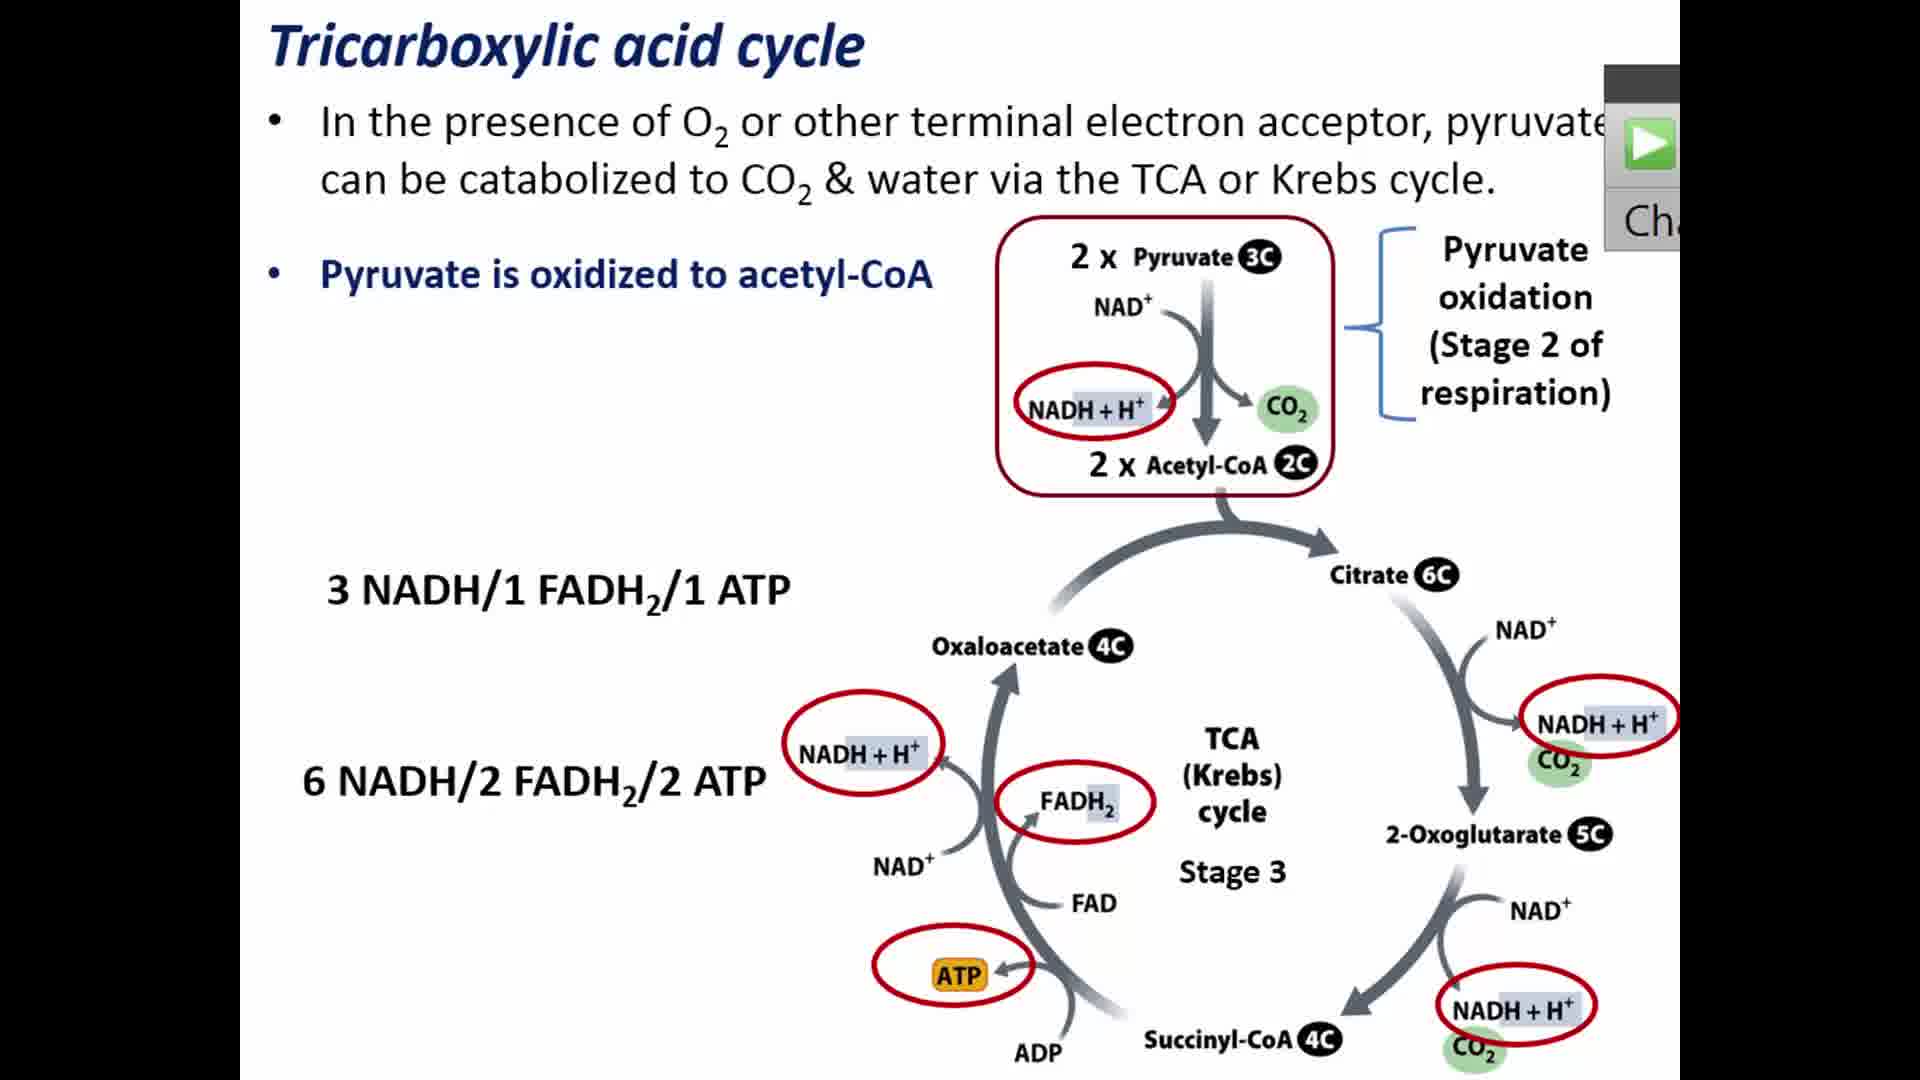 Tricarboxylic acid cycle
• In the presence of O₂ or other terminal electron acceptor, pyruvate
can be catabolized to CO₂ & water via the TCA or Krebs cycle.
• Pyruvate is oxidized to acetyl-CoA
2 x Pyruvate 3C
NAD⁺
NADH + H⁺
CO₂
2 x Acetyl-CoA 2C
Pyruvate
oxidation
(Stage 2 of
respiration)
3 NADH/1 FADH₂/1 ATP
6 NADH/2 FADH₂/2 ATP
Citrate 6C
NAD⁺
NADH + H⁺
CO₂
2-Oxoglutarate 5C
NAD⁺
NADH + H⁺
CO₂
Succinyl-CoA 4C
ADP
ATP
FAD
FADH₂
NAD⁺
NADH + H⁺
Oxaloacetate 4C
TCA
(Krebs)
cycle
Stage 3